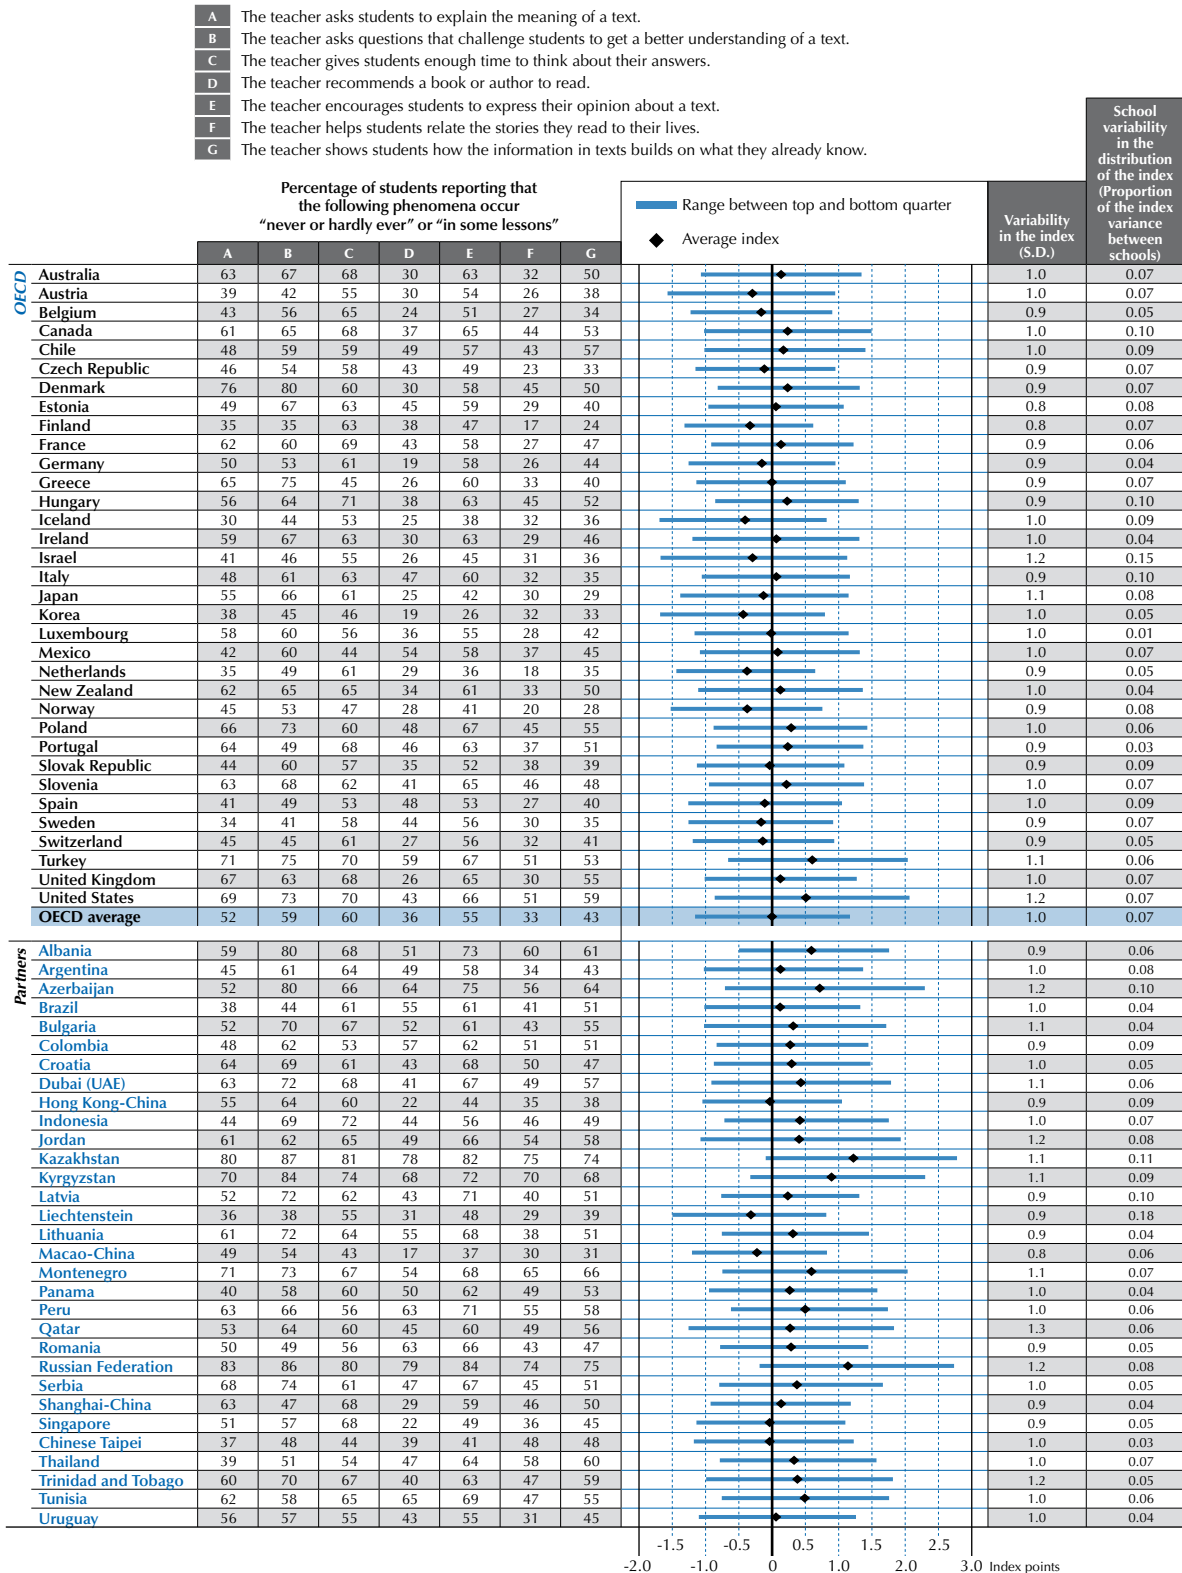 A The teacher asks students to explain the meaning of a text.
B The teacher asks questions that challenge students to get a better understanding of a text.
C The teacher gives students enough time to think about their answers.
D The teacher recommends a book or author to read.
E The teacher encourages students to express their opinion about a text.
F The teacher helps students relate the stories they read to their lives.
G The teacher shows students how the information in texts builds on what they already know.
Percentage of students reporting that
the following phenomena occur
“never or hardly ever” or “in some lessons”
Range between top and bottom quarter
Average index
Variability
in the index
(S.D.)
School
variability
in the
distribution
of the index
(Proportion
of the index
variance
between
schools)
A B C D E F G
OECD
Australia 63 67 68 30 63 32 50 1.0 0.07
Austria 39 42 55 30 54 26 38 1.0 0.07
Belgium 43 56 65 24 51 27 34 0.9 0.05
Canada 61 65 68 37 65 44 53 1.0 0.10
Chile 48 59 59 49 57 43 57 1.0 0.09
Czech Republic 46 54 58 43 49 23 33 0.9 0.07
Denmark 76 80 60 30 58 45 50 0.9 0.07
Estonia 49 67 63 45 59 29 40 0.8 0.08
Finland 35 35 63 38 47 17 24 0.8 0.07
France 62 60 69 43 58 27 47 0.9 0.06
Germany 50 53 61 19 58 26 44 0.9 0.04
Greece 65 75 45 26 60 33 40 0.9 0.07
Hungary 56 64 71 38 63 45 52 0.9 0.10
Iceland 30 44 53 25 38 32 36 1.0 0.09
Ireland 59 67 63 30 63 29 46 1.0 0.04
Israel 41 46 55 26 45 31 36 1.2 0.15
Italy 48 61 63 47 60 32 35 0.9 0.10
Japan 55 66 61 25 42 30 29 1.1 0.08
Korea 38 45 46 19 26 32 33 1.0 0.05
Luxembourg 58 60 56 36 55 28 42 1.0 0.01
Mexico 42 60 44 54 58 37 45 1.0 0.07
Netherlands 35 49 61 29 36 18 35 0.9 0.05
New Zealand 62 65 65 34 61 33 50 1.0 0.04
Norway 45 53 47 28 41 20 28 0.9 0.08
Poland 66 73 60 48 67 45 55 1.0 0.06
Portugal 64 49 68 46 63 37 51 0.9 0.03
Slovak Republic 44 60 57 35 52 38 39 0.9 0.09
Slovenia 63 68 62 41 65 46 48 1.0 0.07
Spain 41 49 53 48 53 27 40 1.0 0.09
Sweden 34 41 58 44 56 30 35 0.9 0.07
Switzerland 45 45 61 27 56 32 41 0.9 0.05
Turkey 71 75 70 59 67 51 53 1.1 0.06
United Kingdom 67 63 68 26 65 30 55 1.0 0.07
United States 69 73 70 43 66 51 59 1.2 0.07
OECD average 52 59 60 36 55 33 43 1.0 0.07
Partners
Albania 59 80 68 51 73 60 61 0.9 0.06
Argentina 45 61 64 49 58 34 43 1.0 0.08
Azerbaijan 52 80 66 64 75 56 64 1.2 0.10
Brazil 38 44 61 55 61 41 51 1.0 0.04
Bulgaria 52 70 67 52 61 43 55 1.1 0.04
Colombia 48 62 53 57 62 51 51 0.9 0.09
Croatia 64 69 61 43 68 50 47 1.0 0.05
Dubai (UAE) 63 72 68 41 67 49 57 1.1 0.06
Hong Kong-China 55 64 60 22 44 35 38 0.9 0.09
Indonesia 44 69 72 44 56 46 49 1.0 0.07
Jordan 61 62 65 49 66 54 58 1.2 0.08
Kazakhstan 80 87 81 78 82 75 74 1.1 0.11
Kyrgyzstan 70 84 74 68 72 70 68 1.1 0.09
Latvia 52 72 62 43 71 40 51 0.9 0.10
Liechtenstein 36 38 55 31 48 29 39 0.9 0.18
Lithuania 61 72 64 55 68 38 51 0.9 0.04
Macao-China 49 54 43 17 37 30 31 0.8 0.06
Montenegro 71 73 67 54 68 65 66 1.1 0.07
Panama 40 58 60 50 62 49 53 1.0 0.04
Peru 63 66 56 63 71 55 58 1.0 0.06
Qatar 53 64 60 45 60 49 56 1.3 0.06
Romania 50 49 56 63 66 43 47 0.9 0.05
Russian Federation 83 86 80 79 84 74 75 1.2 0.08
Serbia 68 74 61 47 67 45 51 1.0 0.05
Shanghai-China 63 47 68 29 59 46 50 0.9 0.04
Singapore 51 57 68 22 49 36 45 0.9 0.05
Chinese Taipei 37 48 44 39 41 48 48 1.0 0.03
Thailand 39 51 54 47 64 58 60 1.0 0.07
Trinidad and Tobago 60 70 67 40 63 47 59 1.2 0.05
Tunisia 62 58 65 65 69 47 55 1.0 0.06
Uruguay 56 57 55 43 55 31 45 1.0 0.04
-1.5 -0.5 0.5 1.5 2.5
-2.0 -1.0 0 1.0 2.0 3.0 Index points